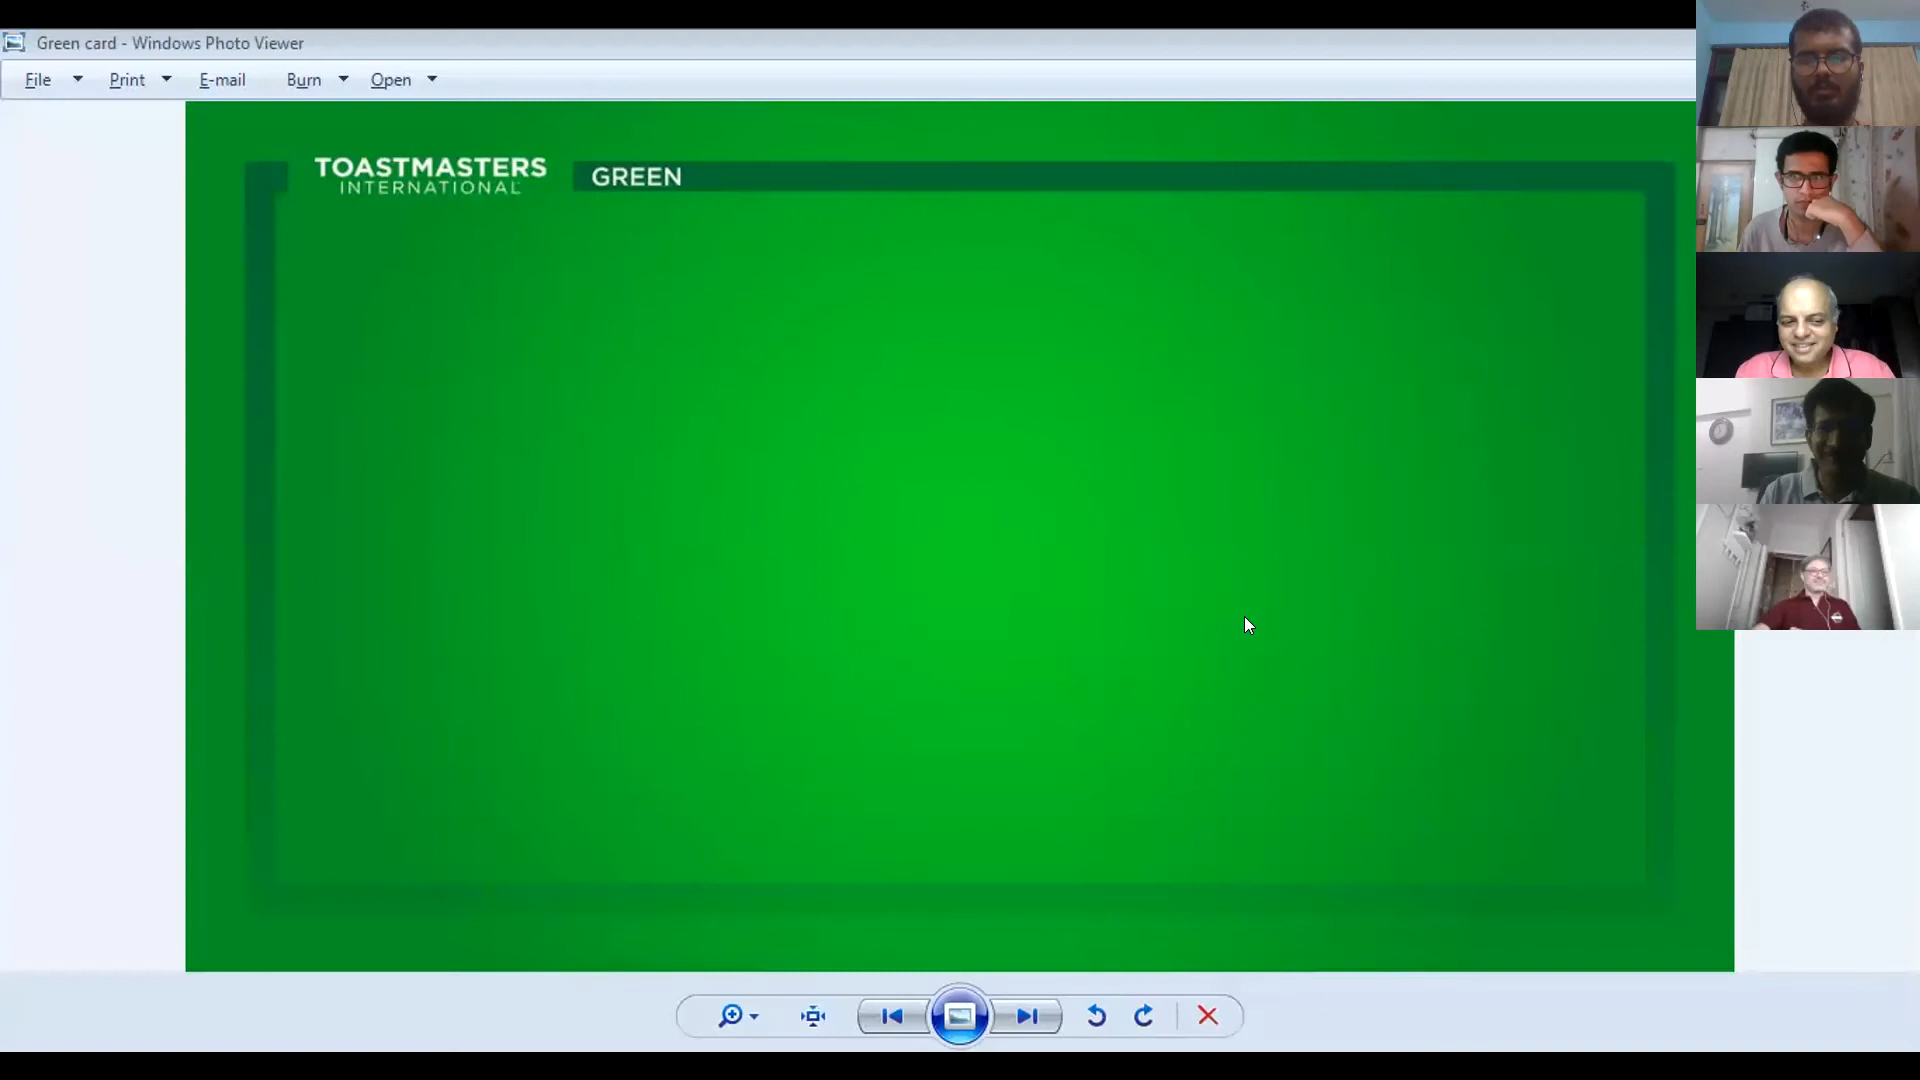 Green card - Windows Photo Viewer
File Print E-mail Burn Open
TOASTMASTERS
INTERNATIONAL
GREEN